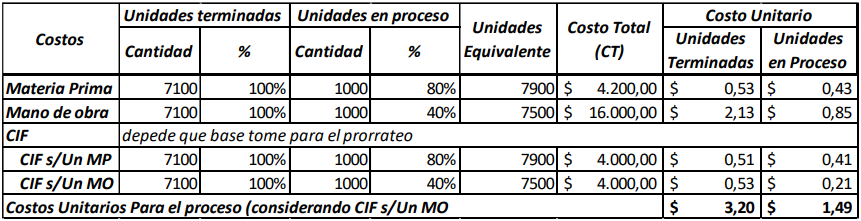 Costos Unidades terminadas Unidades en proceso Unidades Equivalente Costo Total (CT) Costo Unitario
Cantidad % Cantidad % Unidades Terminadas Unidades en Proceso
Materia Prima 7100 100% 1000 80% 7900 $ 4.200,00 $ 0,53 $ 0,43
Mano de obra 7100 100% 1000 40% 7500 $ 16.000,00 $ 2,13 $ 0,85
CIF depede que base tome para el prorrateo
CIF s/Un MP 7100 100% 1000 80% 7900 $ 4.000,00 $ 0,51 $ 0,41
CIF s/Un MO 7100 100% 1000 40% 7500 $ 4.000,00 $ 0,53 $ 0,21
Costos Unitarios Para el proceso (considerando CIF s/Un MO $ 3,20 $ 1,49